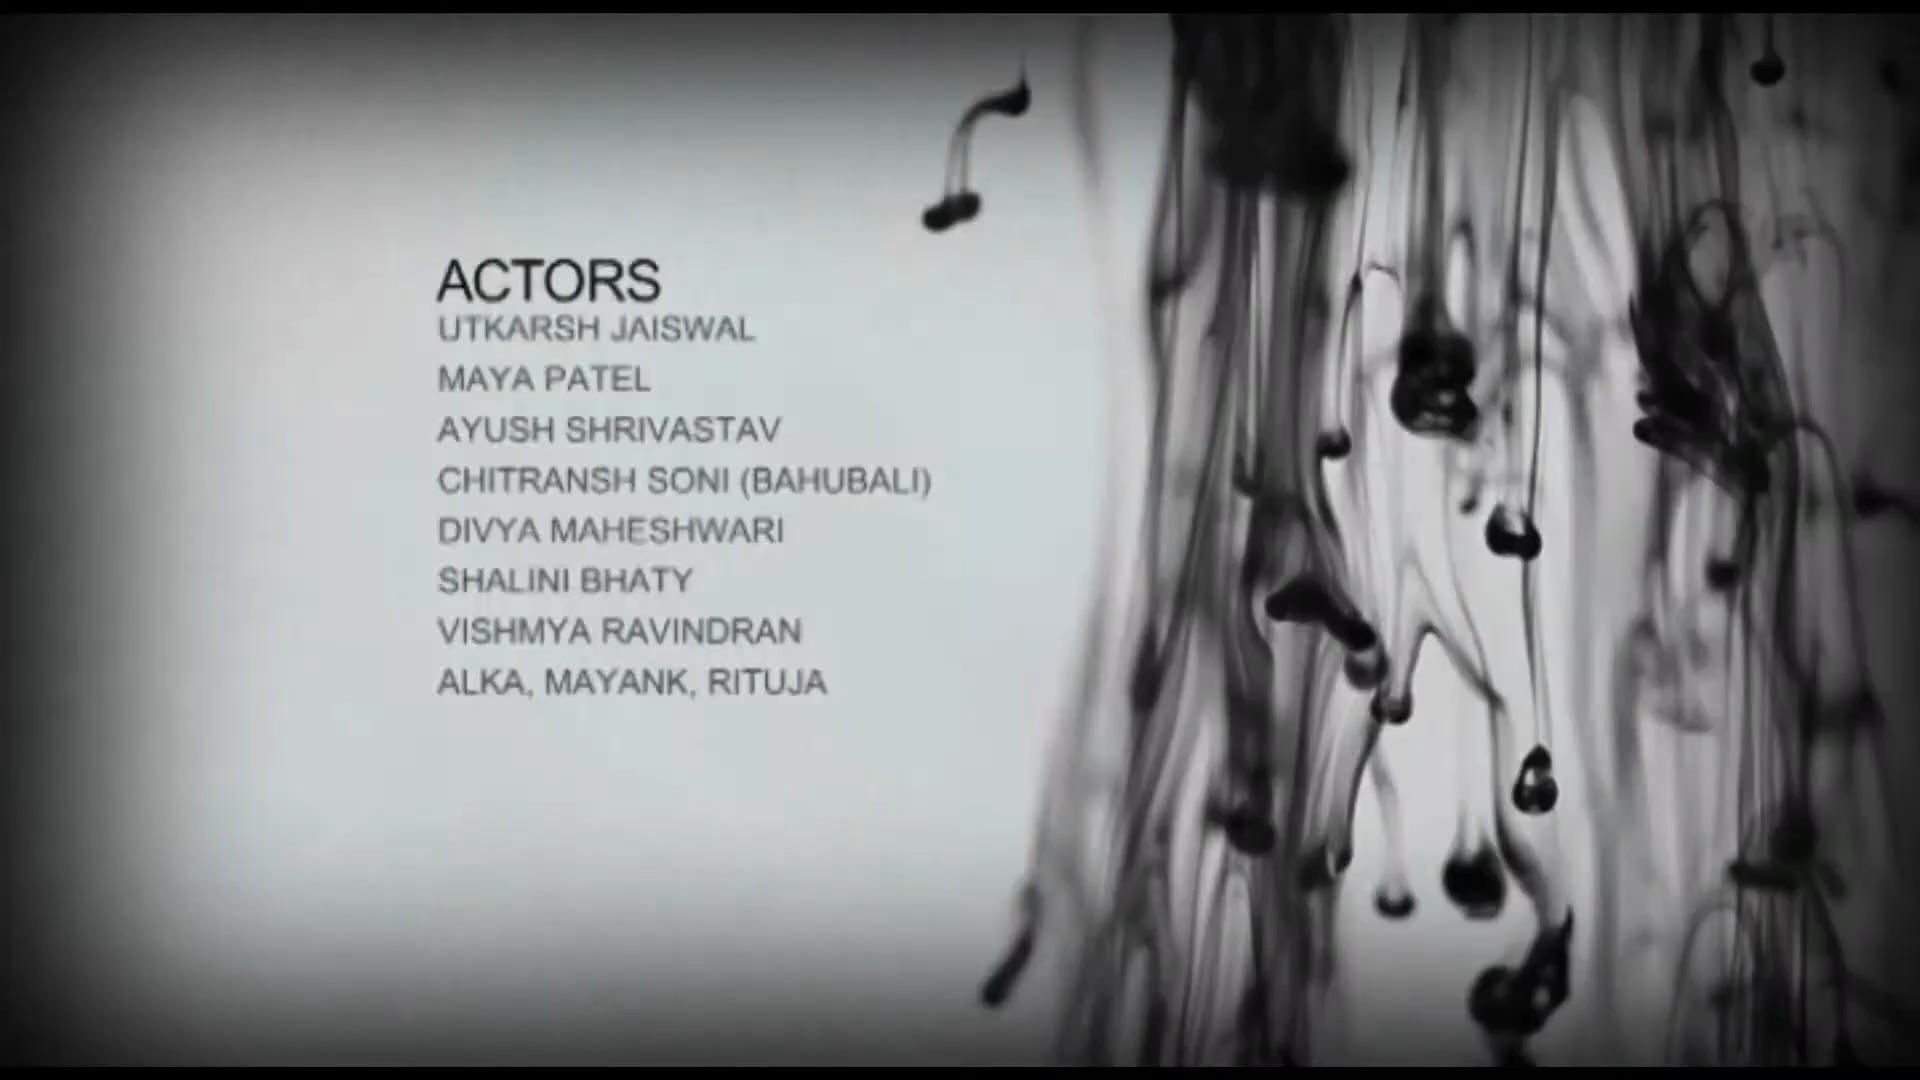 ACTORS
UTKARSH JAISWAL
MAYA PATEL
AYUSH SHRIVASTAV
CHITRANSH SONI (BAHUBALI)
DIVYA MAHESHWARI
SHALINI BHATY
VISHMYA RAVINDRAN
ALKA, MAYANK, RITUJA